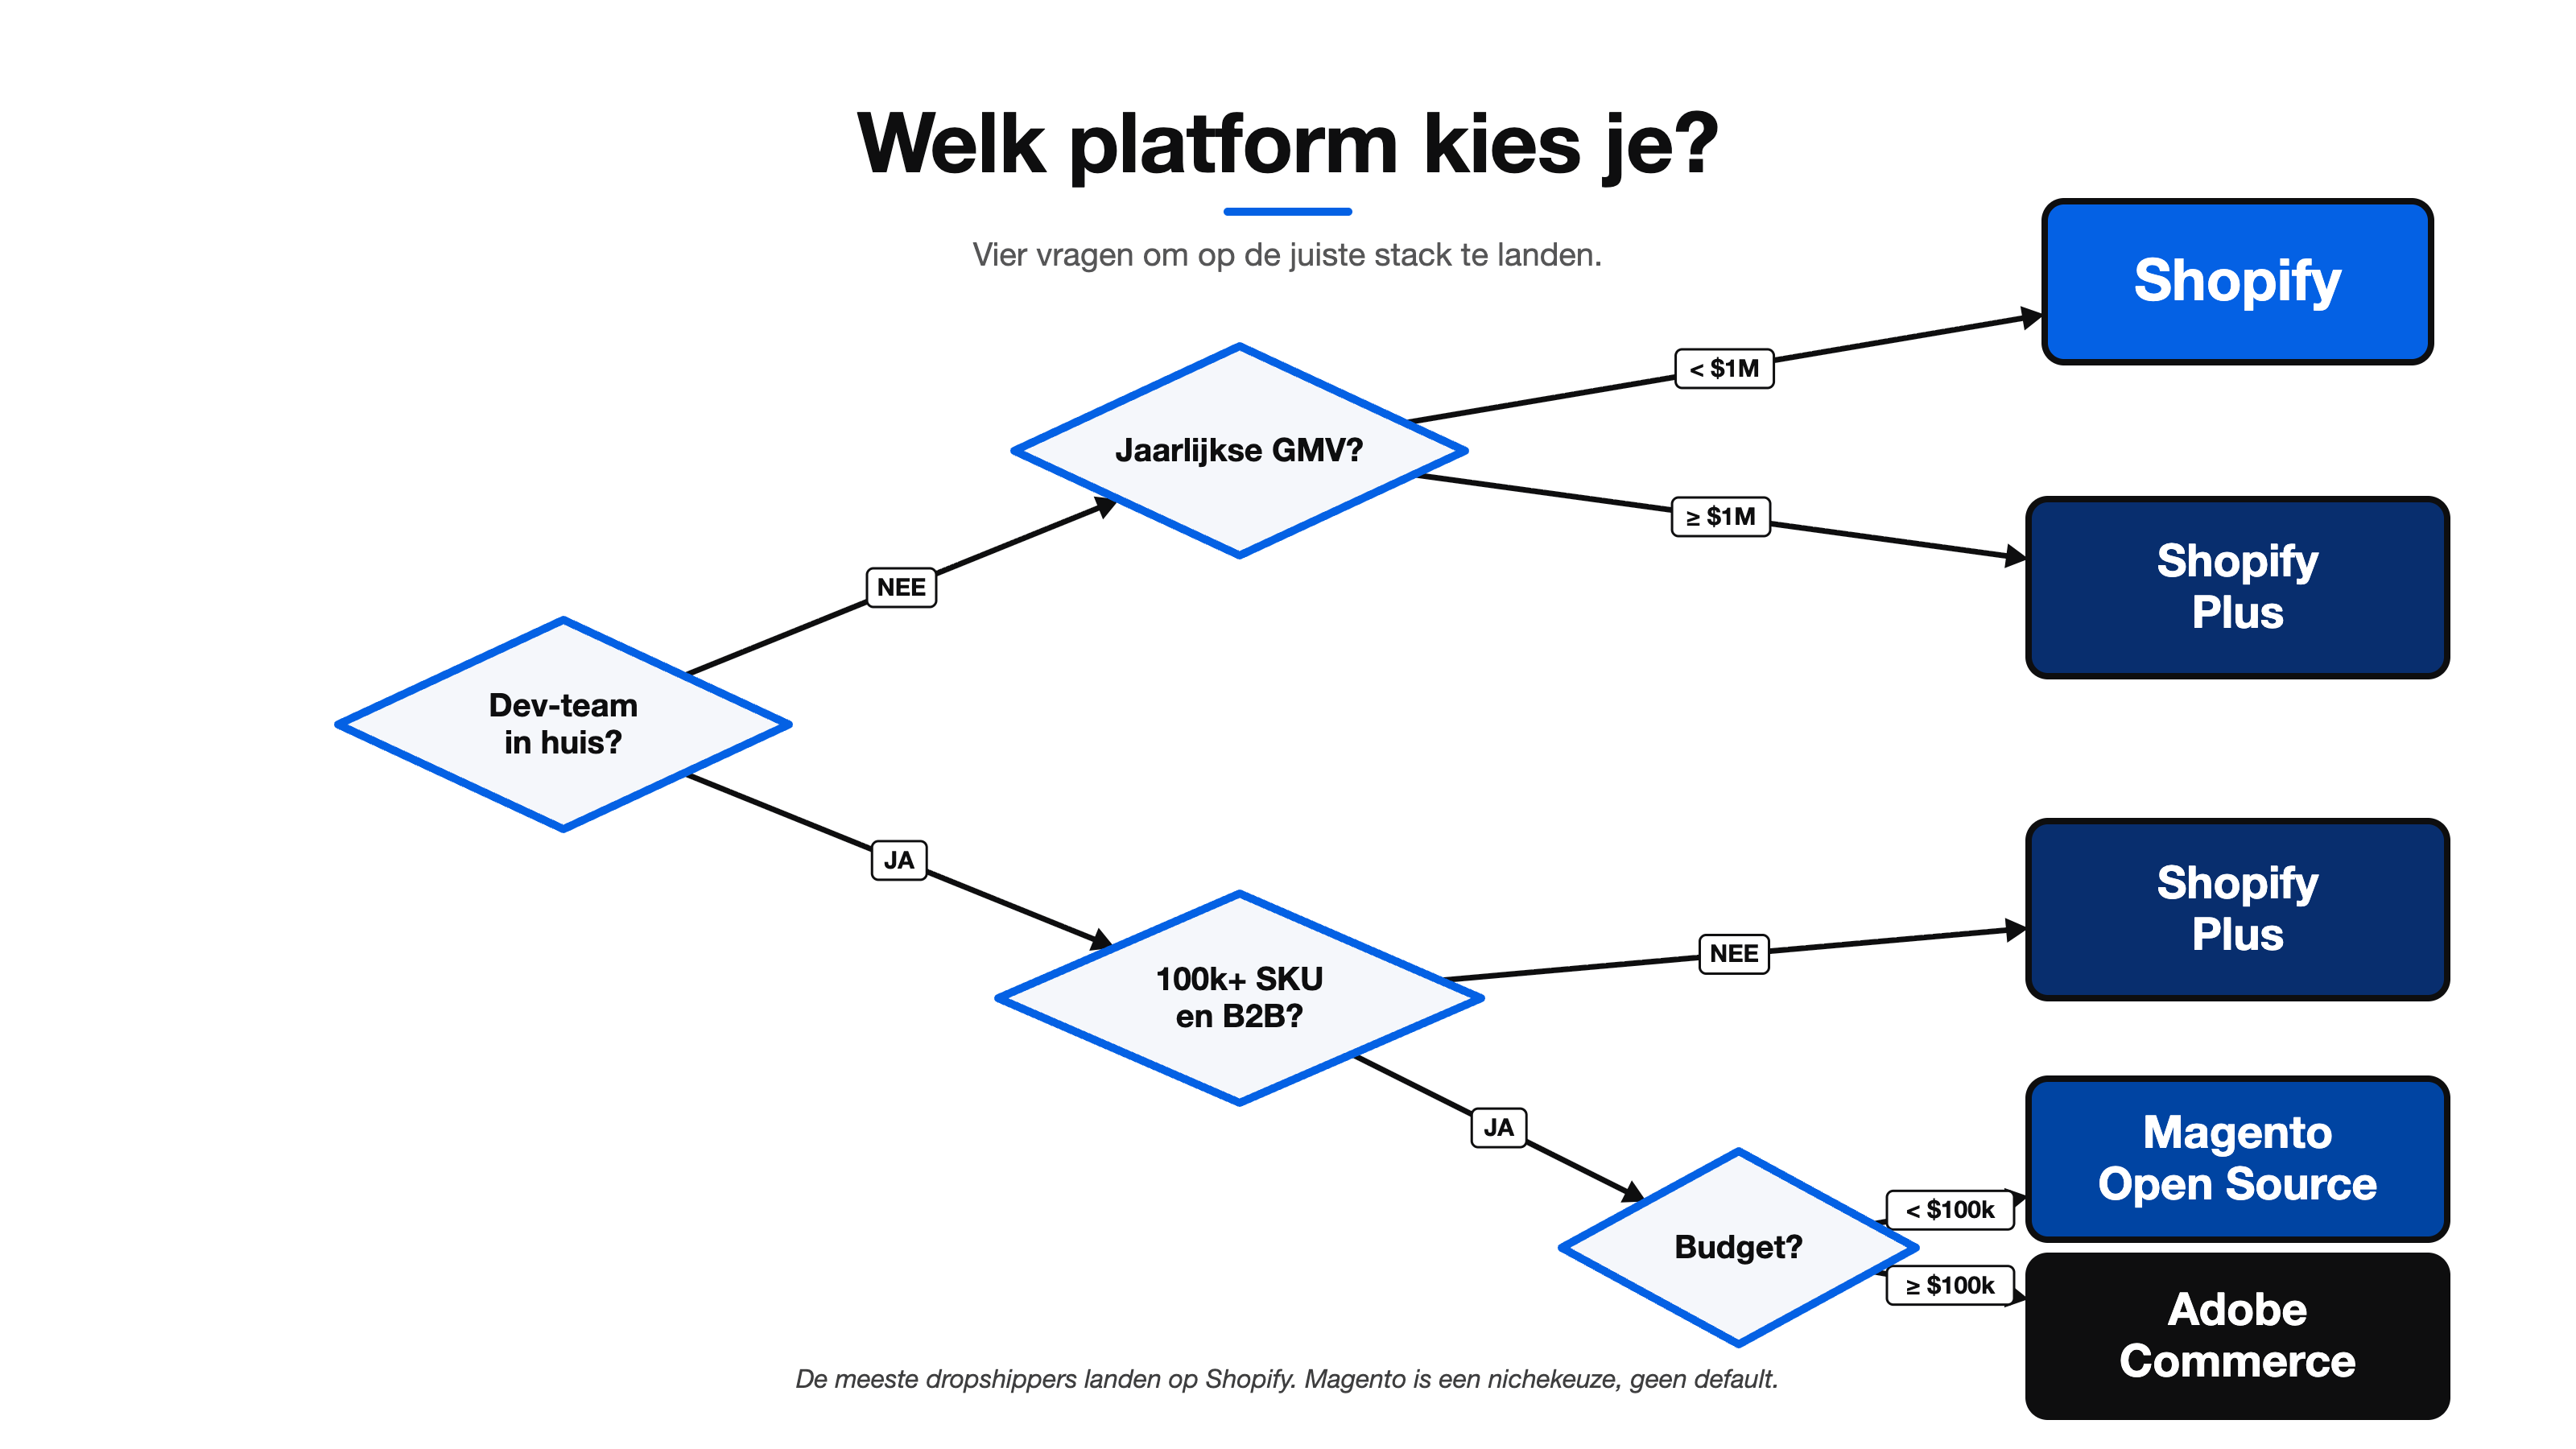 Welk platform kies je?
Vier vragen om op de juiste stack te landen.
Shopify
< $1M
Jaarlijkse GMV?
≥ $1M
Shopify
Plus
NEE
Dev-team
in huis?
JA
Shopify
Plus
NEE
100k+ SKU
en B2B?
JA
Magento
Open Source
< $100k
Budget?
≥ $100k
Adobe
Commerce
De meeste dropshippers landen op Shopify. Magento is een nichekeuze, geen default.